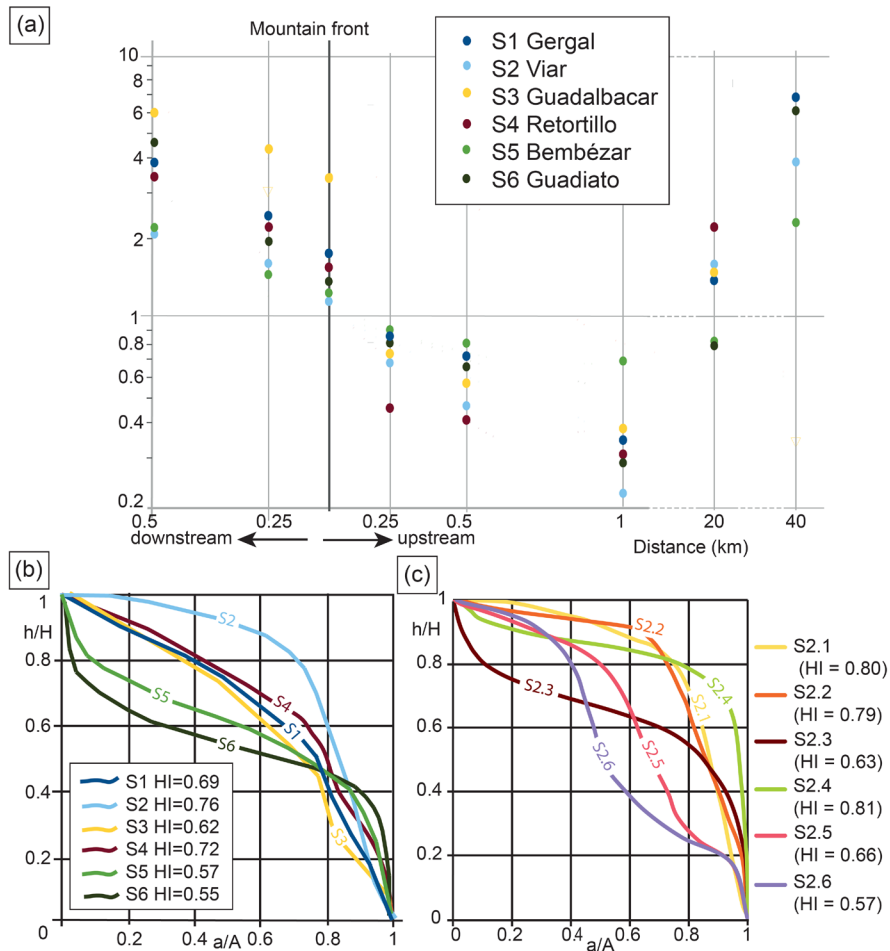 (a)
Mountain front
S1 Gergal
S2 Viar
S3 Guadalbacar
S4 Retortillo
S5 Bembézar
S6 Guadiato
10
8
6
4
2
1
0.8
0.6
0.4
0.2
0.5 0.25 0.25 0.5 1 20 40
downstream upstream Distance (km)
(b)
1
h/H
0.8
0.6
0.4
0.2
0
0 0.2 0.4 0.6 0.8 1
a/A
S2
S4
S5
S1
S6
S3
S1 HI=0.69
S2 HI=0.76
S3 HI=0.62
S4 HI=0.72
S5 HI=0.57
S6 HI=0.55
(c)
1
h/H
0.8
0.6
0.4
0.2
0
0 0.2 0.4 0.6 0.8 1
a/A
S2.2
S2.3
S2.4
S2.1
S2.5
S2.6
S2.1
(HI = 0.80)
S2.2
(HI = 0.79)
S2.3
(HI = 0.63)
S2.4
(HI = 0.81)
S2.5
(HI = 0.66)
S2.6
(HI = 0.57)